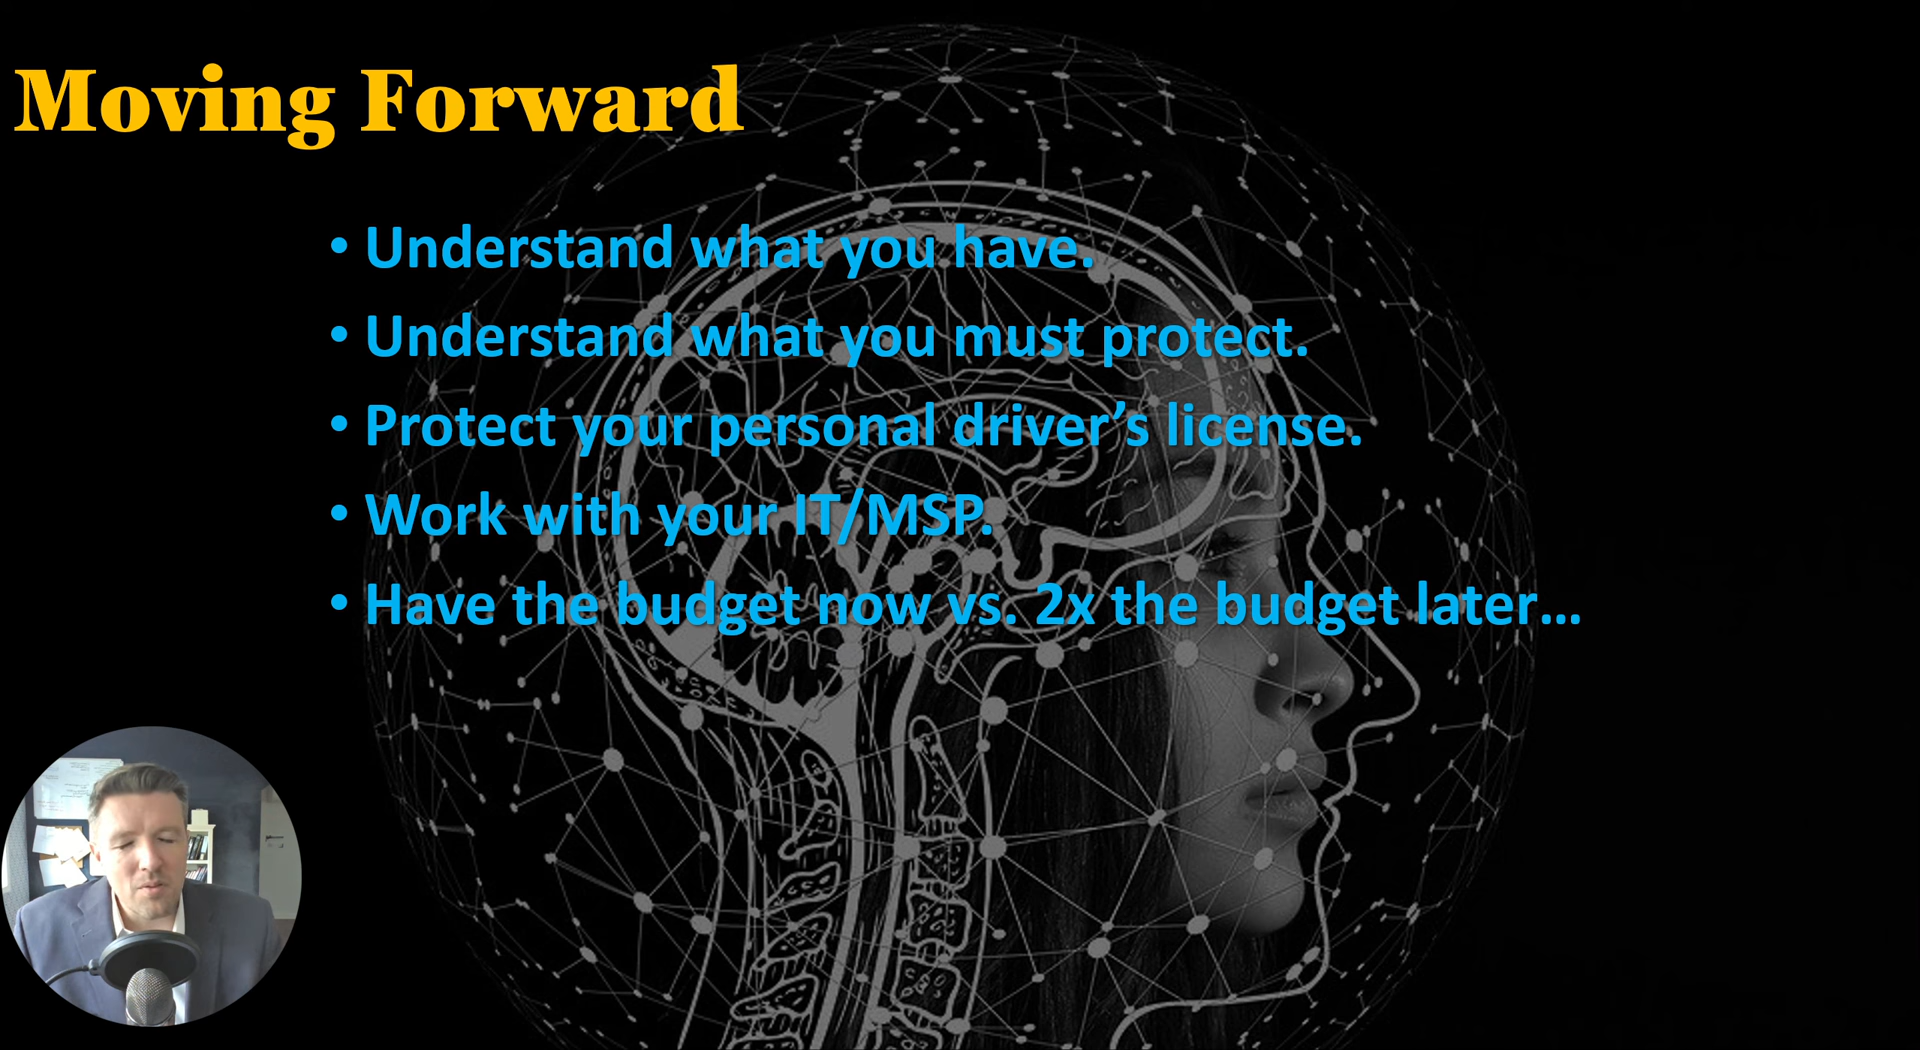 Moving Forward
• Understand what you have.
• Understand what you must protect.
• Protect your personal driver’s license.
• Work with your IT/MSP.
• Have the budget now vs. 2x the budget later…